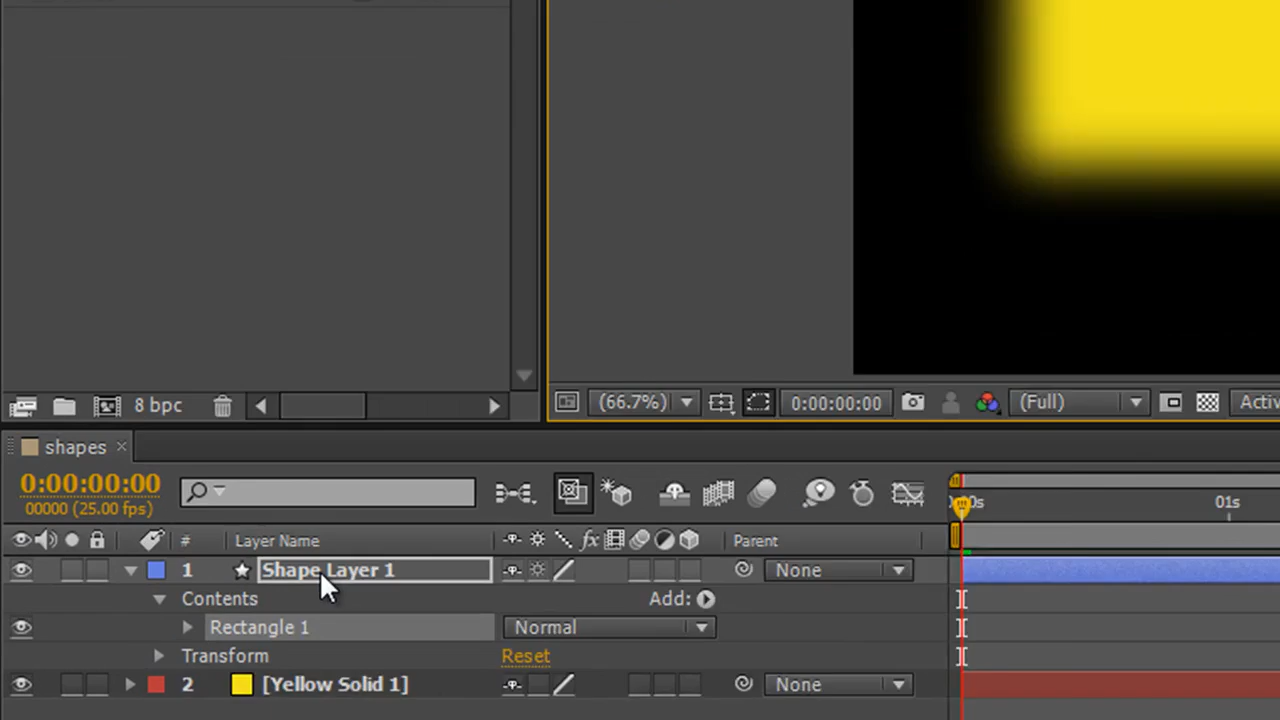 8 bpc
(66.7%)
0:00:00:00
(Full)
Activ
shapes ×
0:00:00:00
00000 (25.00 fps)
00s
01s
#
Layer Name
fx
Parent
1
Shape Layer 1
None
Contents
Add:
Rectangle 1
Normal
Transform
Reset
2
[Yellow Solid 1]
None